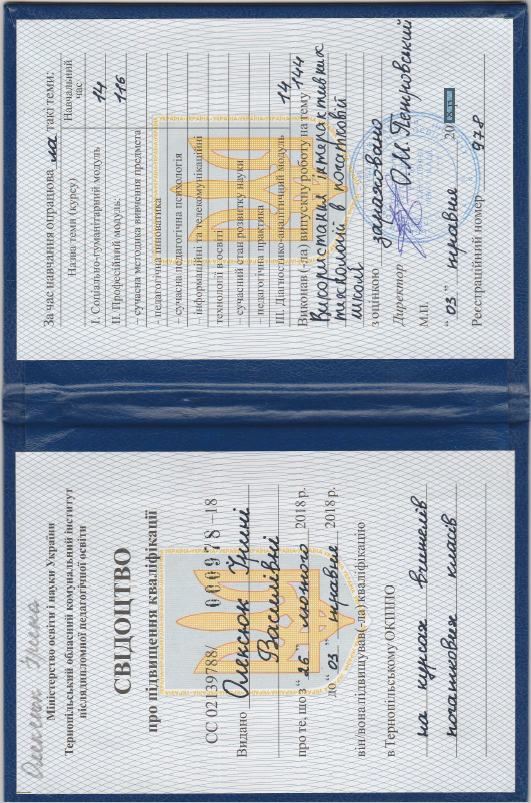 Олексюк Ірина
Міністерство освіти і науки України
Тернопільський обласний комунальний інститут
післядипломної педагогічної освіти
СВІДОЦТВО
про підвищення кваліфікації
СС 02139788/ 000978 –18
Видано Олексюк Ірині
Василівні
про те, що з “26” лютого 2018 р.
до “03” травня 2018 р.
він/вона підвищував(-ла) кваліфікацію
в Тернопільському ОКІППО
на курсах вчителів
початкових класів
За час навчання опрацював ла такі теми:
Назва теми (курсу) Навчальний час
І. Соціально-гуманітарний модуль 14
ІІ. Професійний модуль: 116
– сучасна методика вивчення предмета
– педагогічна інноватика
– сучасна педагогічна психологія
– інформаційні та телекомунікаційні
технології в освіті
– сучасний стан розвитку науки
– педагогічна практика
ІІІ. Діагностико-аналітичний модуль 14
144
Виконав (-ла) випускну роботу на тему
Використання інтерактивних
технологій в початковій
школі
з оцінкою зараховано
Директор О.М. Петровський
М.П.
“03” травня 20
Реєстраційний номер 978